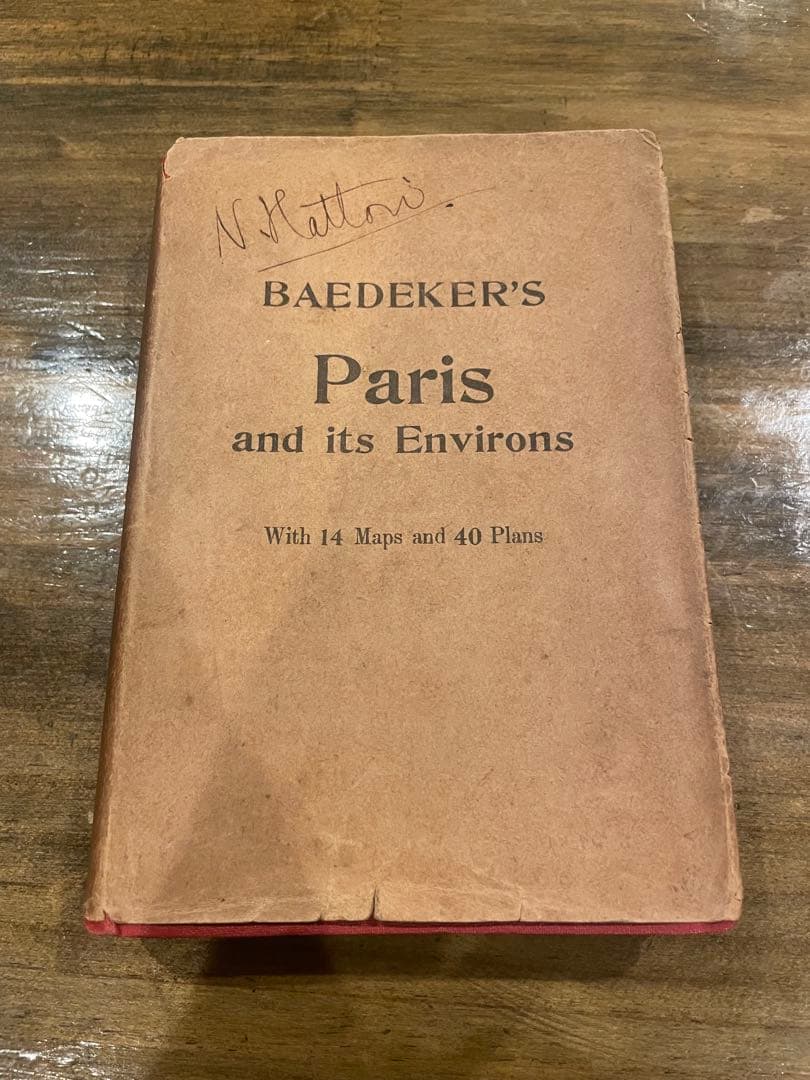 N. Hattori.
BAEDEKER'S
Paris
and its Environs
With 14 Maps and 40 Plans